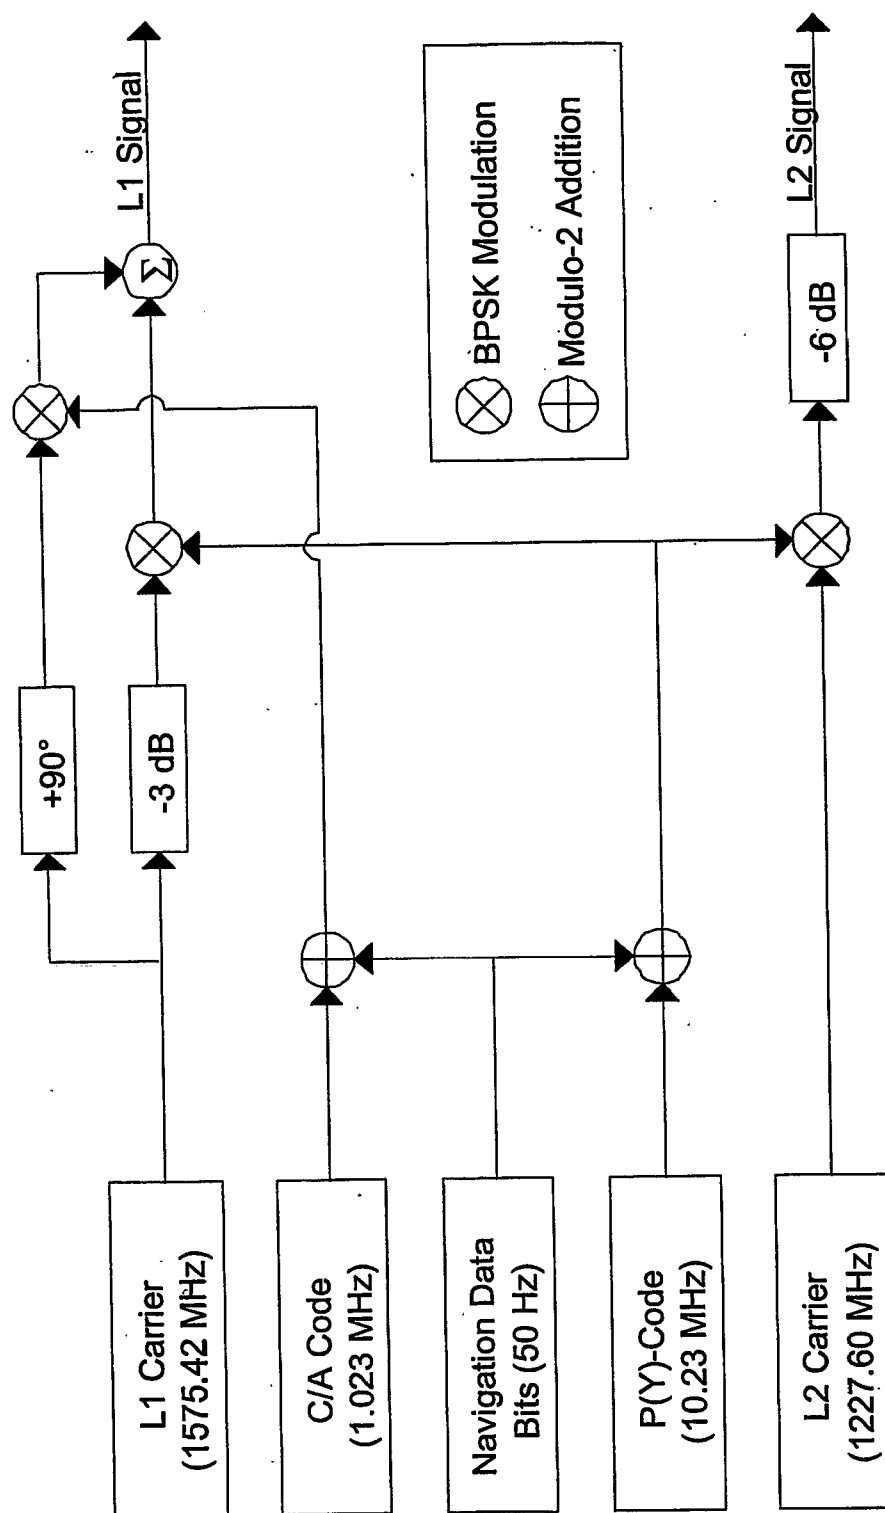 L1 Carrier
(1575.42 MHz)
C/A Code
(1.023 MHz)
Navigation Data
Bits (50 Hz)
P(Y)-Code
(10.23 MHz)
L2 Carrier
(1227.60 MHz)
+90°
-3 dB
Σ
L1 Signal
BPSK Modulation
Modulo-2 Addition
-6 dB
L2 Signal